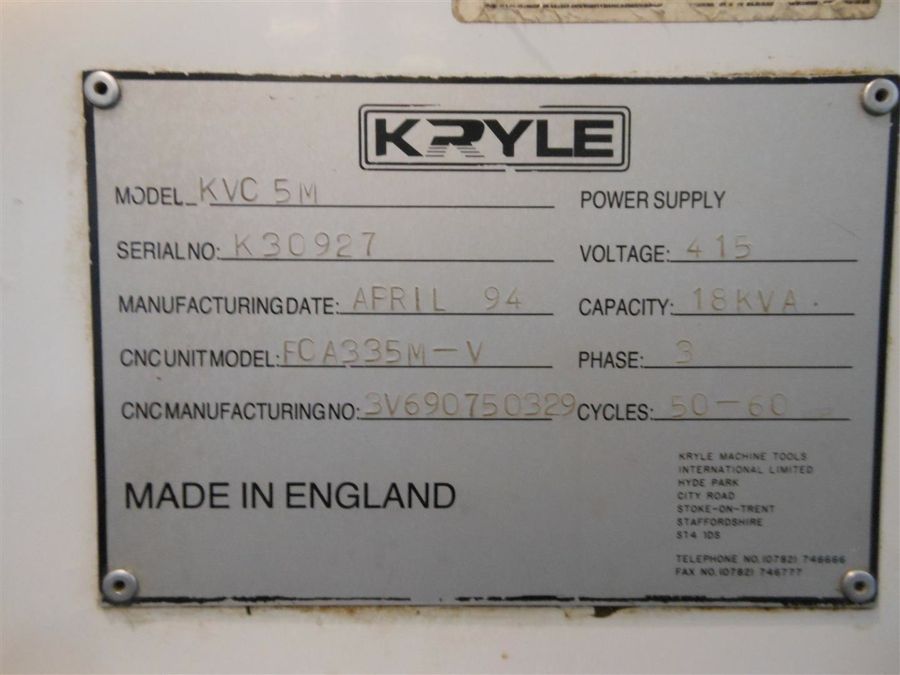 KRYLE
MODEL KVC 5M
SERIAL NO: K30927
MANUFACTURING DATE: APRIL 94
CNC UNIT MODEL: FCA335M-V
CNC MANUFACTURING NO: 3V690750329
POWER SUPPLY
VOLTAGE: 415
CAPACITY: 18KVA.
PHASE: 3
CYCLES: 50-60
MADE IN ENGLAND
KRYLE MACHINE TOOLS
INTERNATIONAL LIMITED
HYDE PARK
CITY ROAD
STOKE-ON-TRENT
STAFFORDSHIRE
ST4 1DS
TELEPHONE NO. (0782) 746666
FAX NO. (0782) 746777